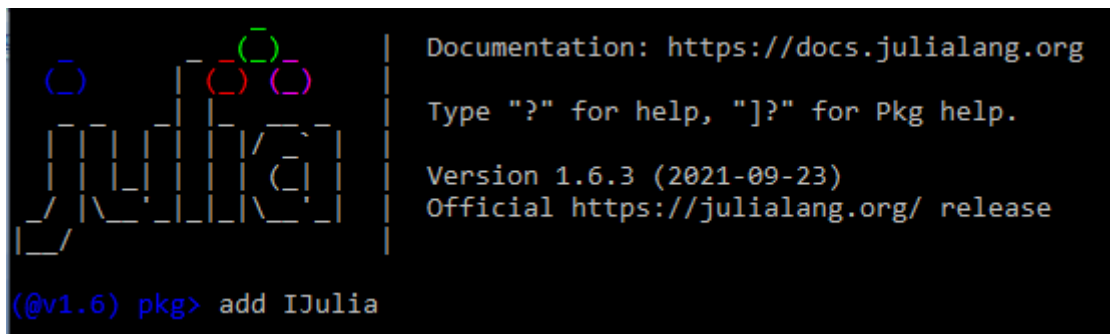 Documentation: https://docs.julialang.org
Type "?" for help, "]?" for Pkg help.
Version 1.6.3 (2021-09-23)
Official https://julialang.org/ release
(@v1.6) pkg> add IJulia